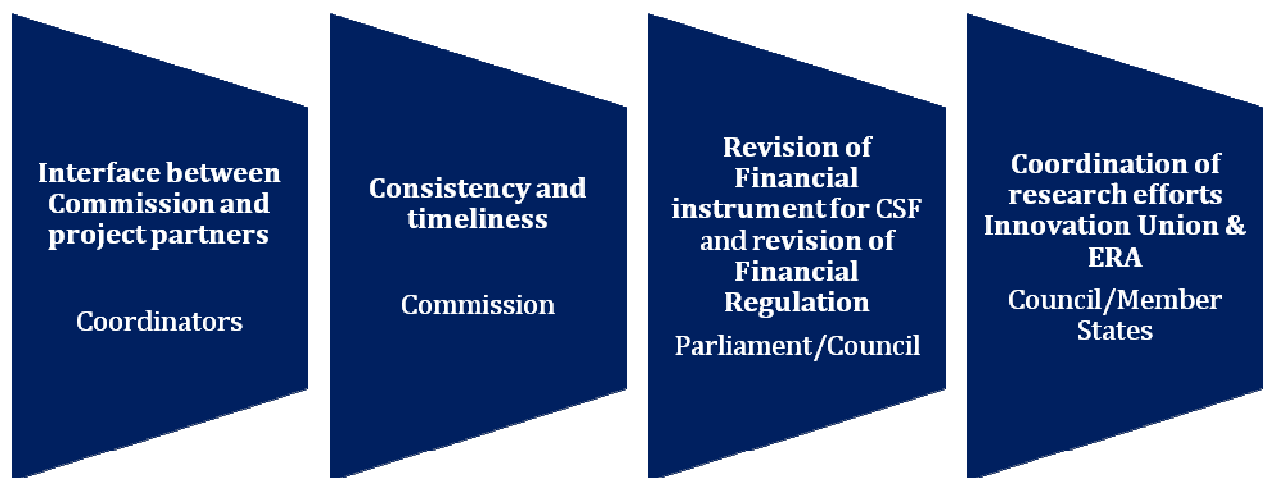 Interface between
Commission and
project partners
Coordinators
Consistency and
timeliness
Commission
Revision of
Financial
instrument for CSF
and revision of
Financial
Regulation
Parliament/Council
Coordination of
research efforts
Innovation Union &
ERA
Council/Member
States